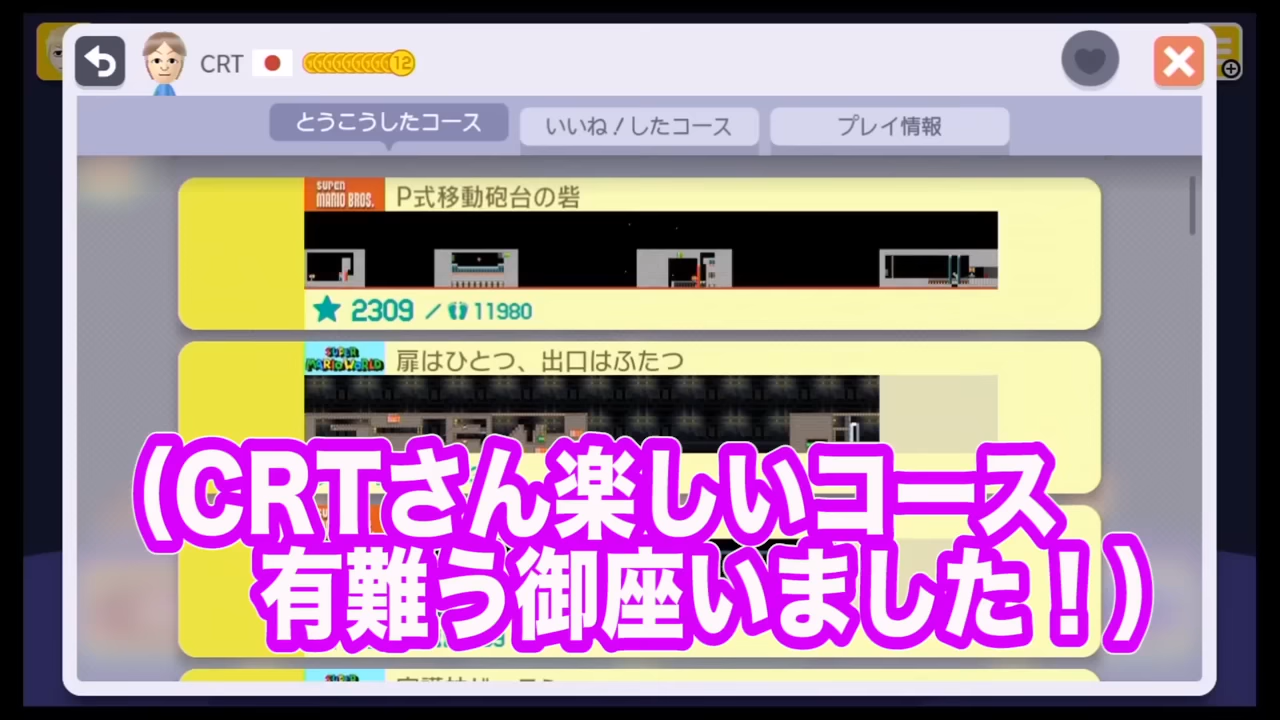 CRT
12
とうこうしたコース
いいね!したコース
プレイ情報
SUPER MARIO BROS.
P式移動砲台の砦
2309 / 11980
SUPER MARIO WORLD
扉はひとつ、出口はふたつ
(CRTさん楽しいコース
有難う御座いました!)